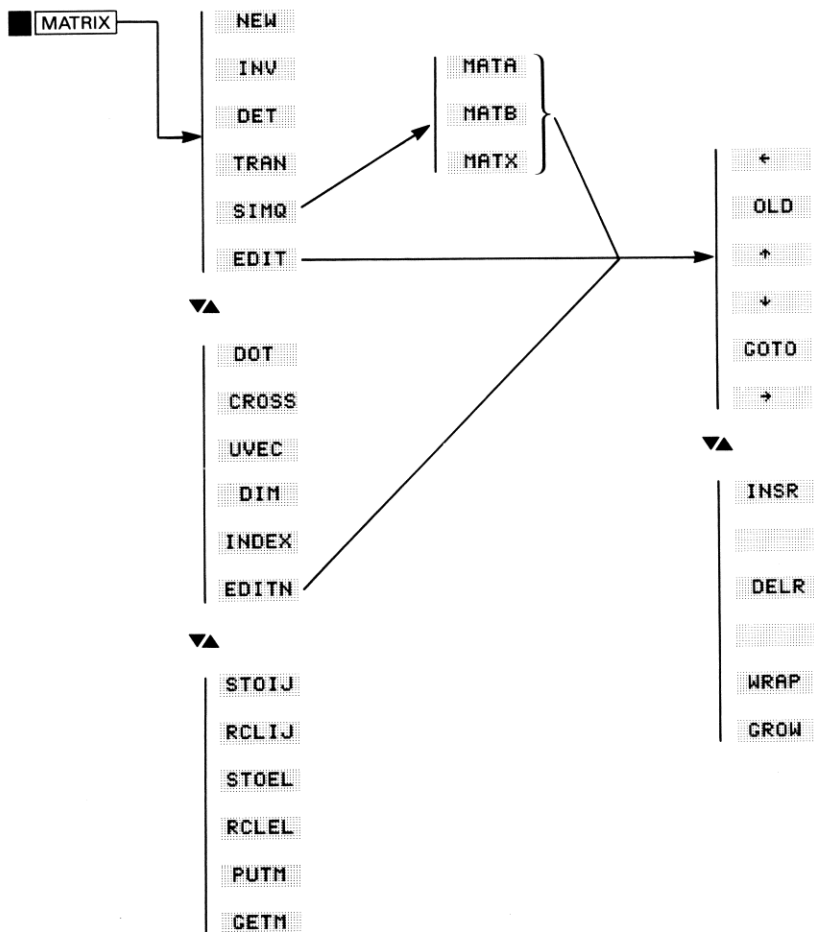 MATRIX
NEW
INV
DET
TRAN
SIMQ
EDIT
DOT
CROSS
UVEC
DIM
INDEX
EDITN
STOIJ
RCLIJ
STOEL
RCLEL
PUTM
GETM
MATA
MATB
MATX
←
OLD
↑
↓
GOTO
→
INSR
DELR
WRAP
GROW